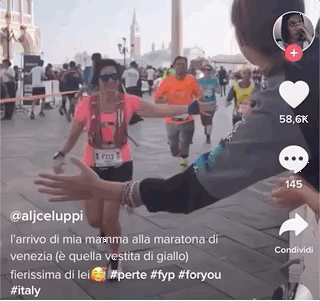 58,6K
145
Condividi
@aljceluppi
l'arrivo di mia mamma alla maratona di
venezia (è quella vestita di giallo)
fierissima di lei🥰 #perte #fyp #foryou
#italy